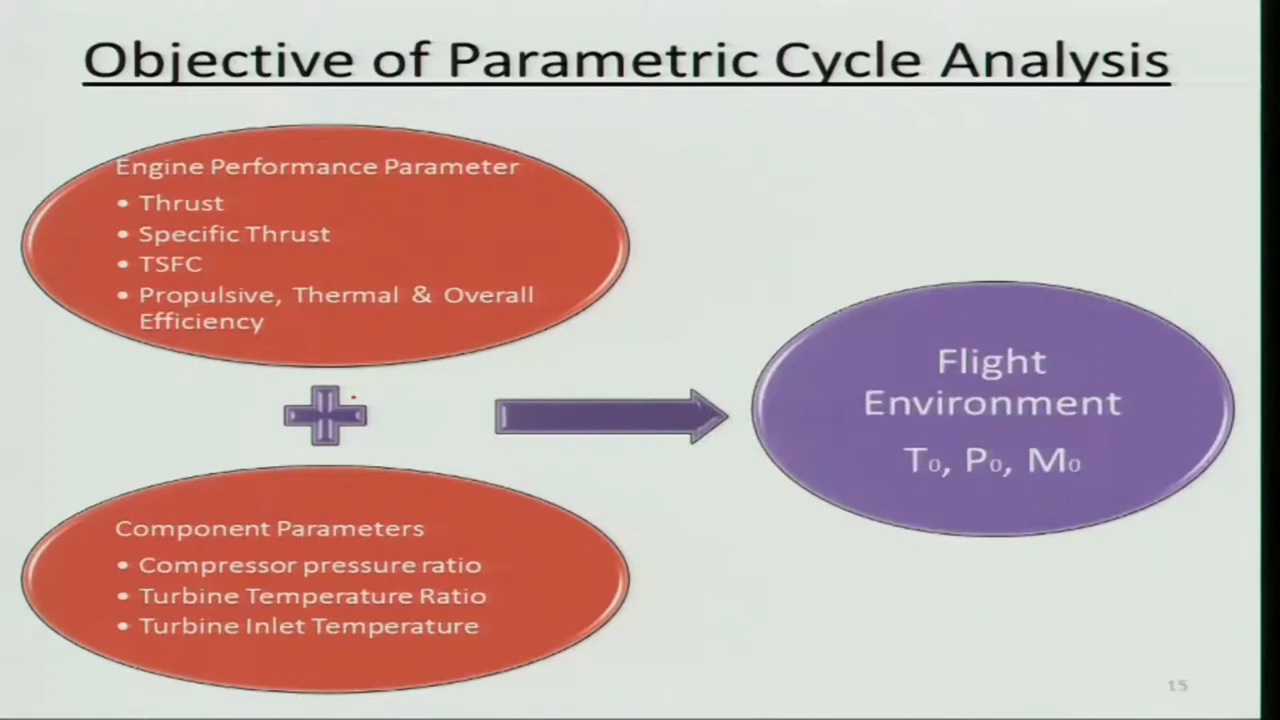 Objective of Parametric Cycle Analysis
Engine Performance Parameter
• Thrust
• Specific Thrust
• TSFC
• Propulsive, Thermal & Overall
Efficiency
Component Parameters
• Compressor pressure ratio
• Turbine Temperature Ratio
• Turbine Inlet Temperature
Flight
Environment
T₀, P₀, M₀
15